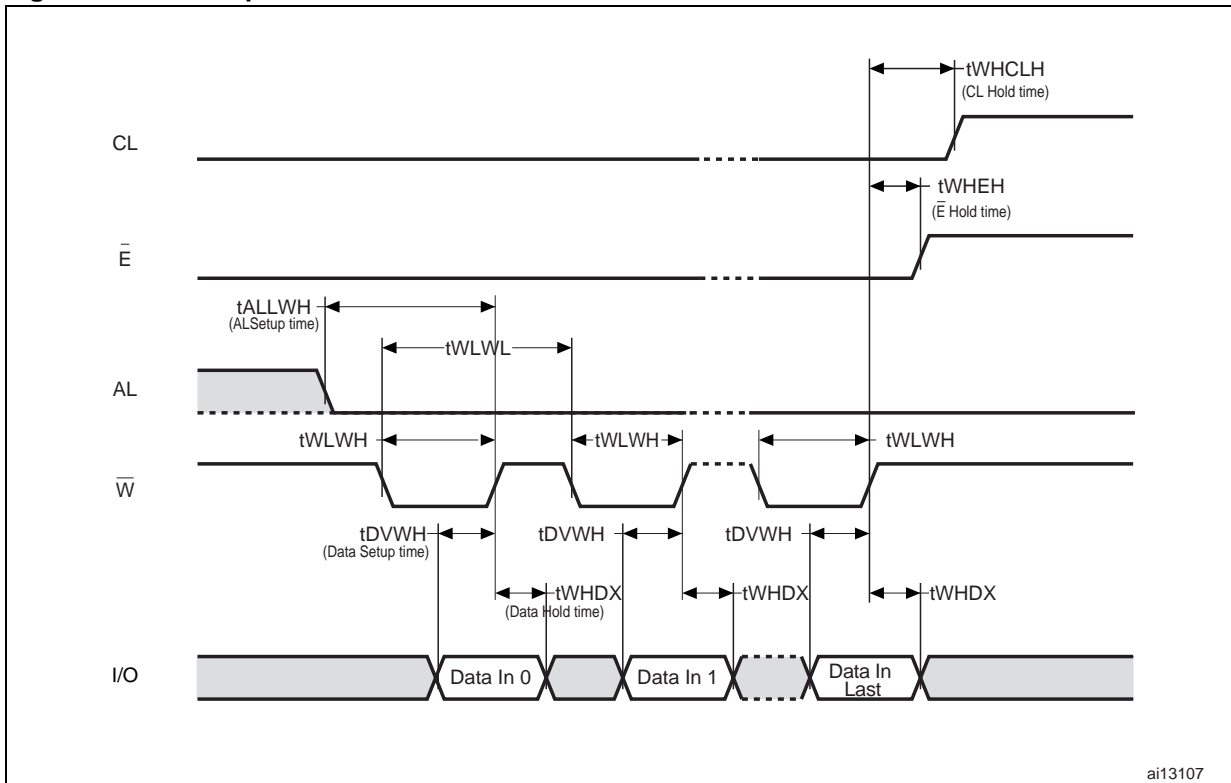 tWHCLH
(CL Hold time)
CL
tWHEH
(E̅ Hold time)
E̅
tALLWH
(ALSetup time)
tWLWL
AL
tWLWH
tWLWH
tWLWH
W̅
tDVWH
(Data Setup time)
tDVWH
tDVWH
tWHDX
(Data Hold time)
tWHDX
tWHDX
I/O
Data In 0
Data In 1
Data In
Last
ai13107